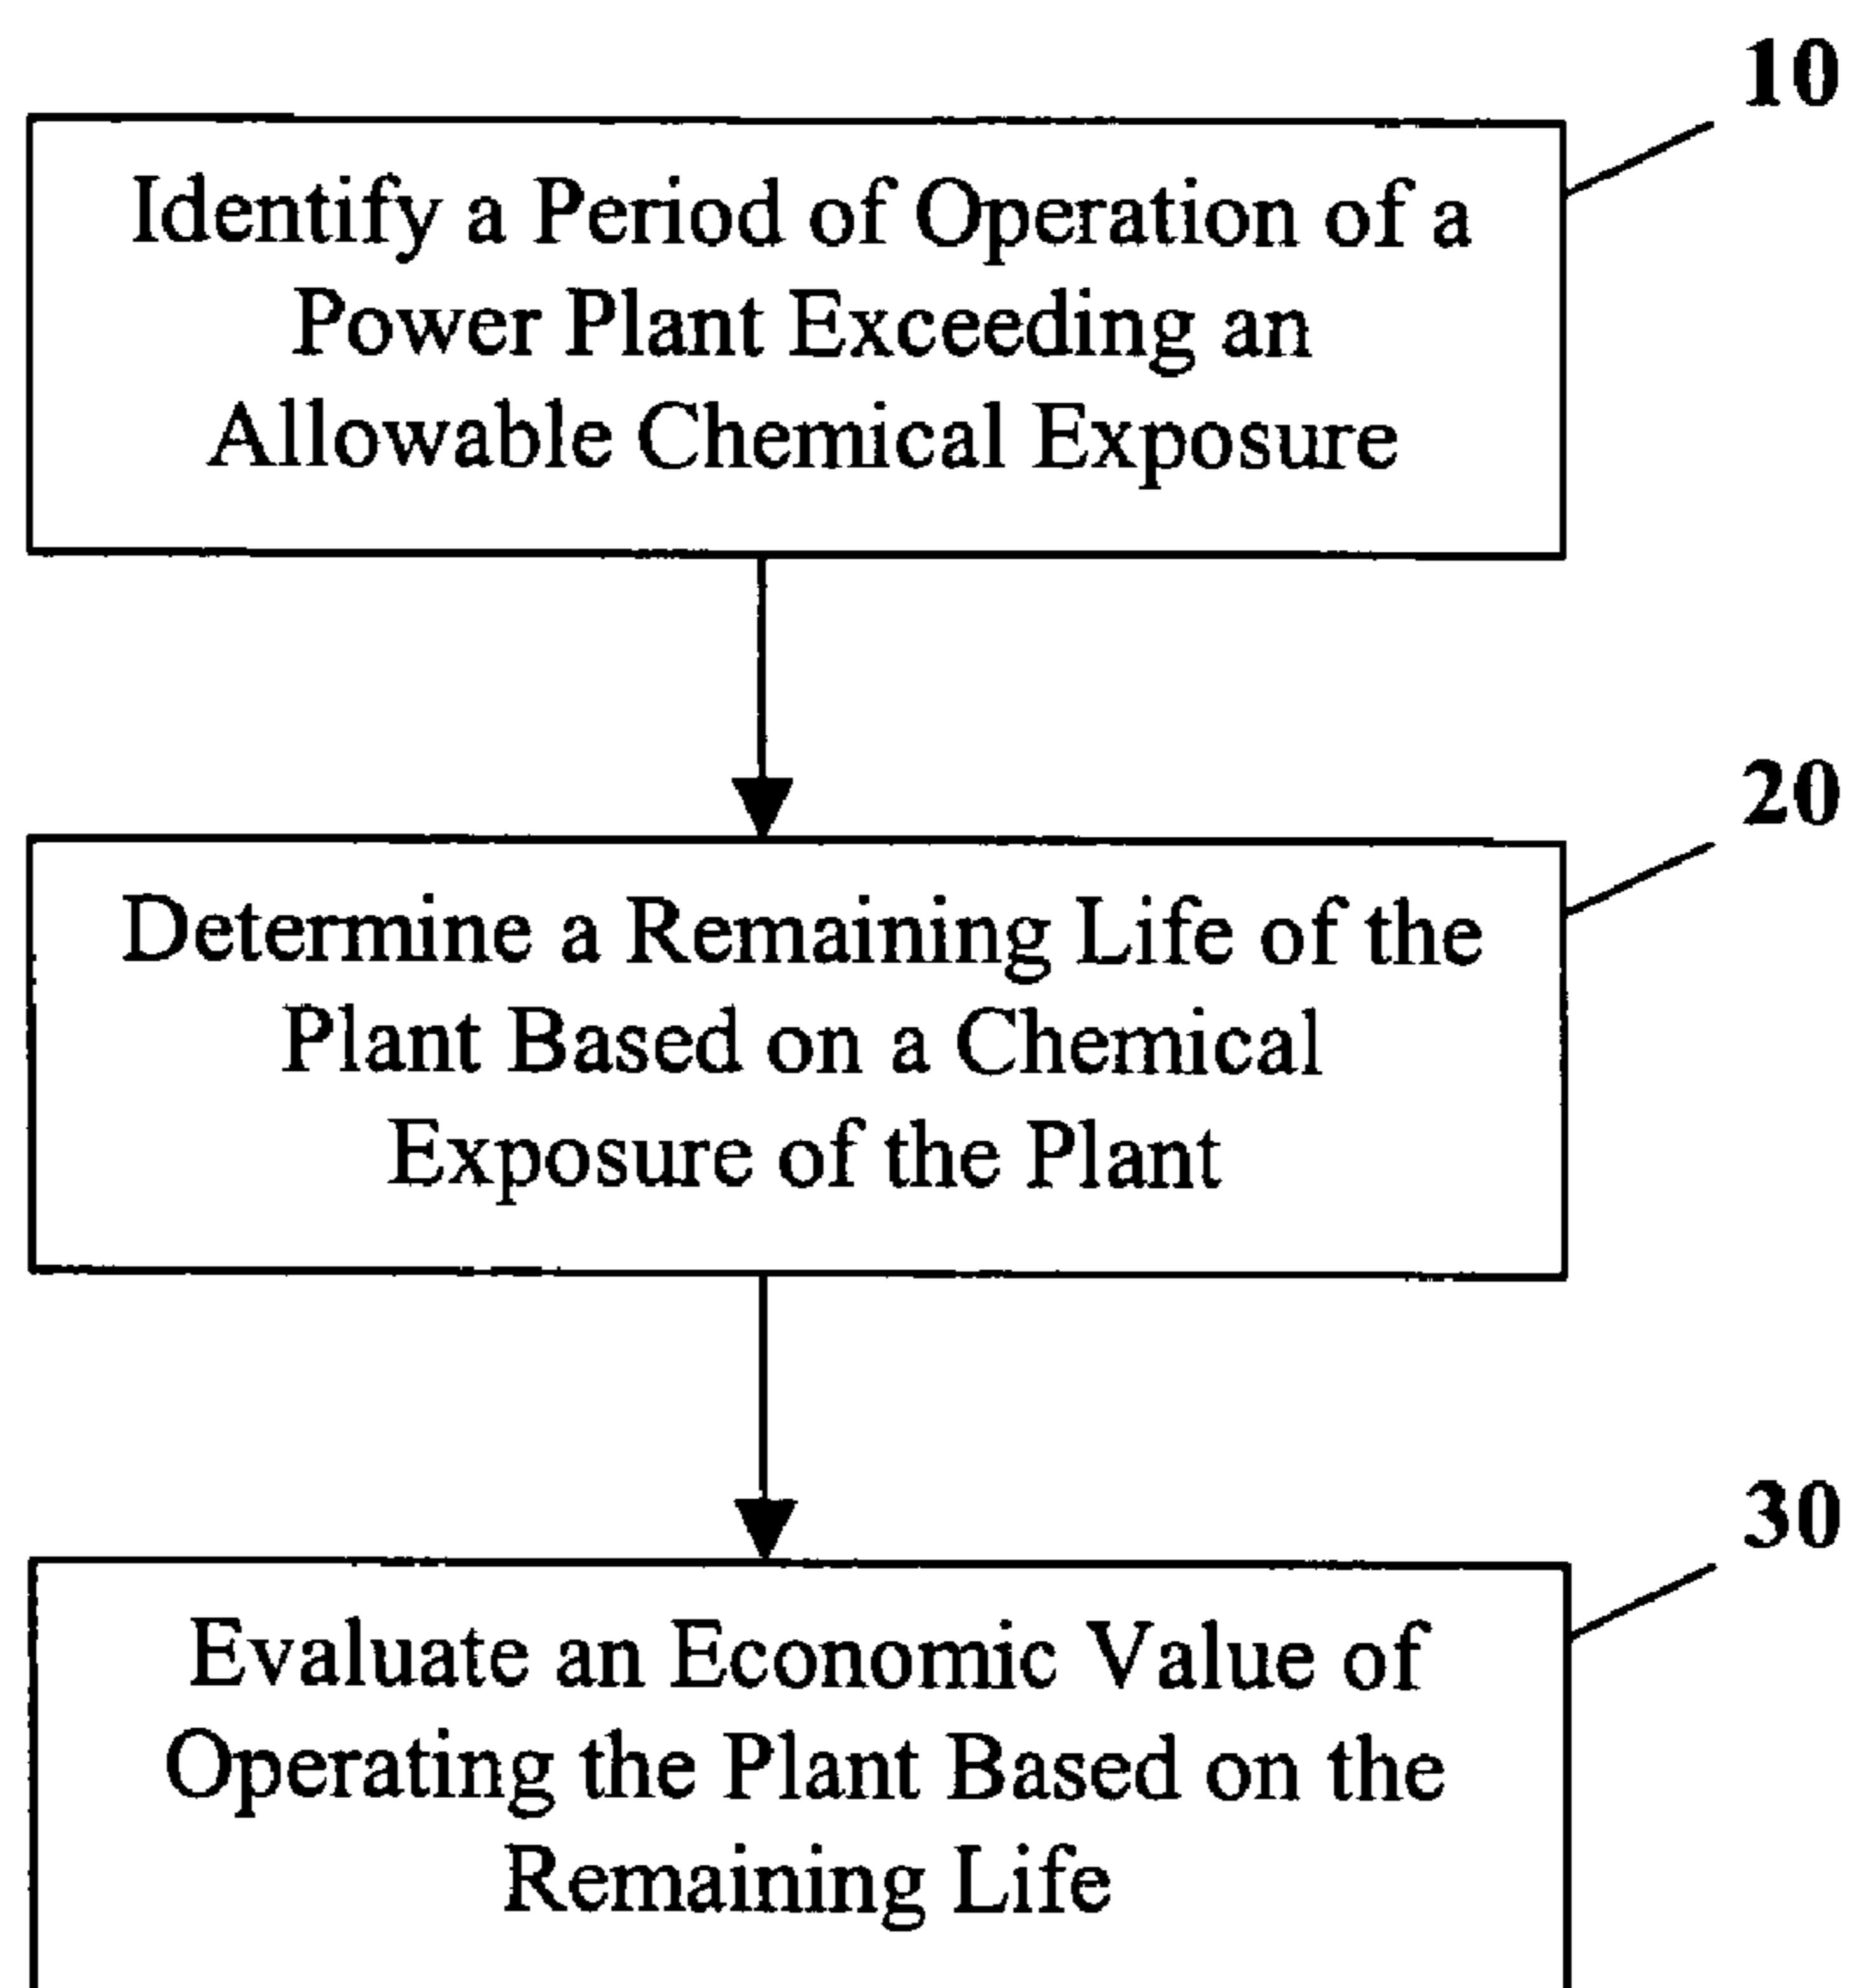 10
Identify a Period of Operation of a
Power Plant Exceeding an
Allowable Chemical Exposure
20
Determine a Remaining Life of the
Plant Based on a Chemical
Exposure of the Plant
30
Evaluate an Economic Value of
Operating the Plant Based on the
Remaining Life